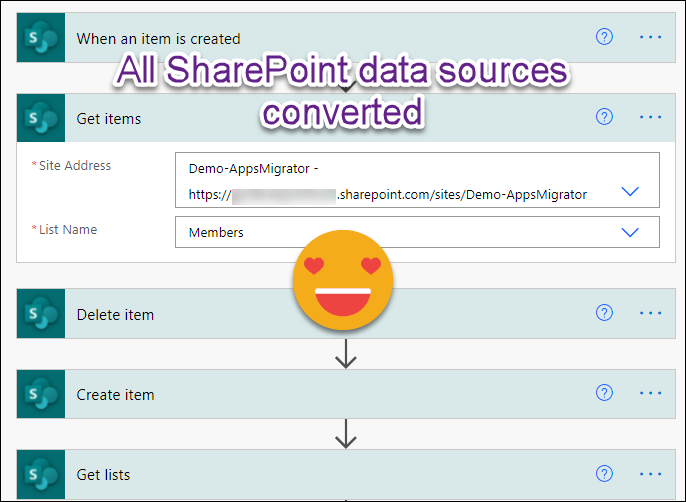 When an item is created
All SharePoint data sources
converted
Get items
*Site Address
Demo-AppsMigrator -
https:// .sharepoint.com/sites/Demo-AppsMigrator
*List Name
Members
Delete item
Create item
Get lists